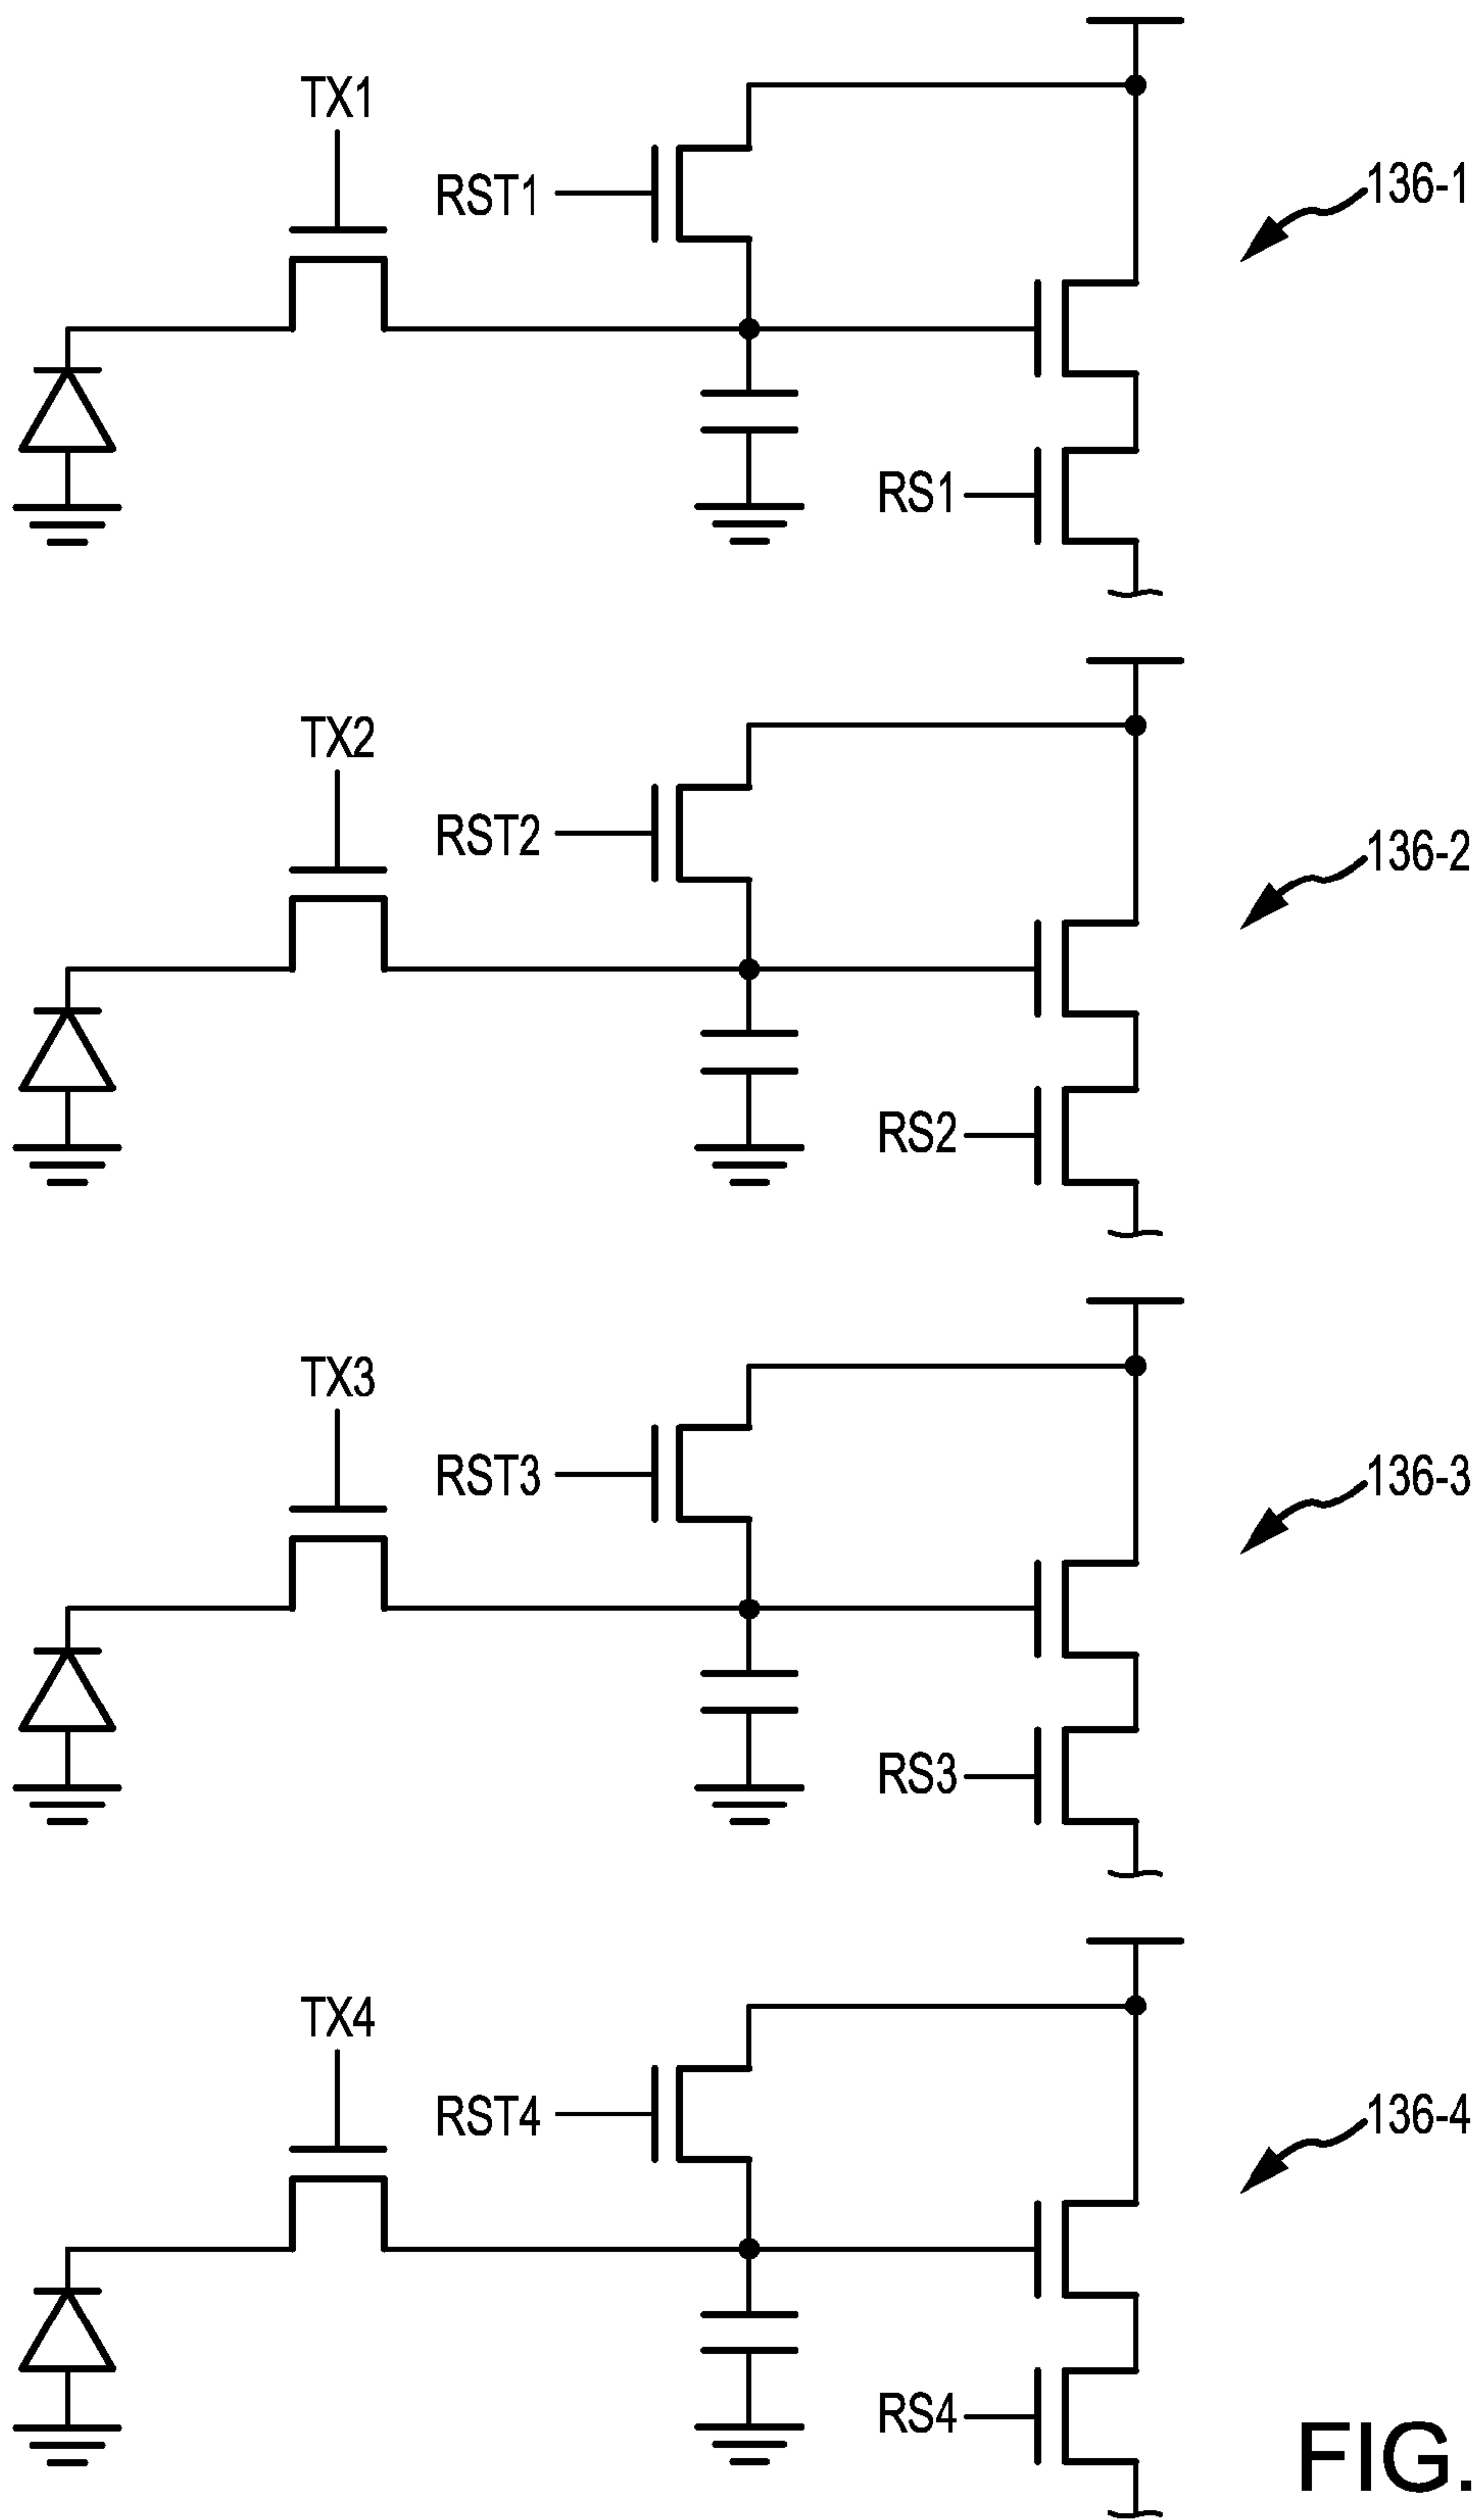 TX1
RST1
136-1
RS1
TX2
RST2
136-2
RS2
TX3
RST3
136-3
RS3
TX4
RST4
136-4
RS4
FIG.